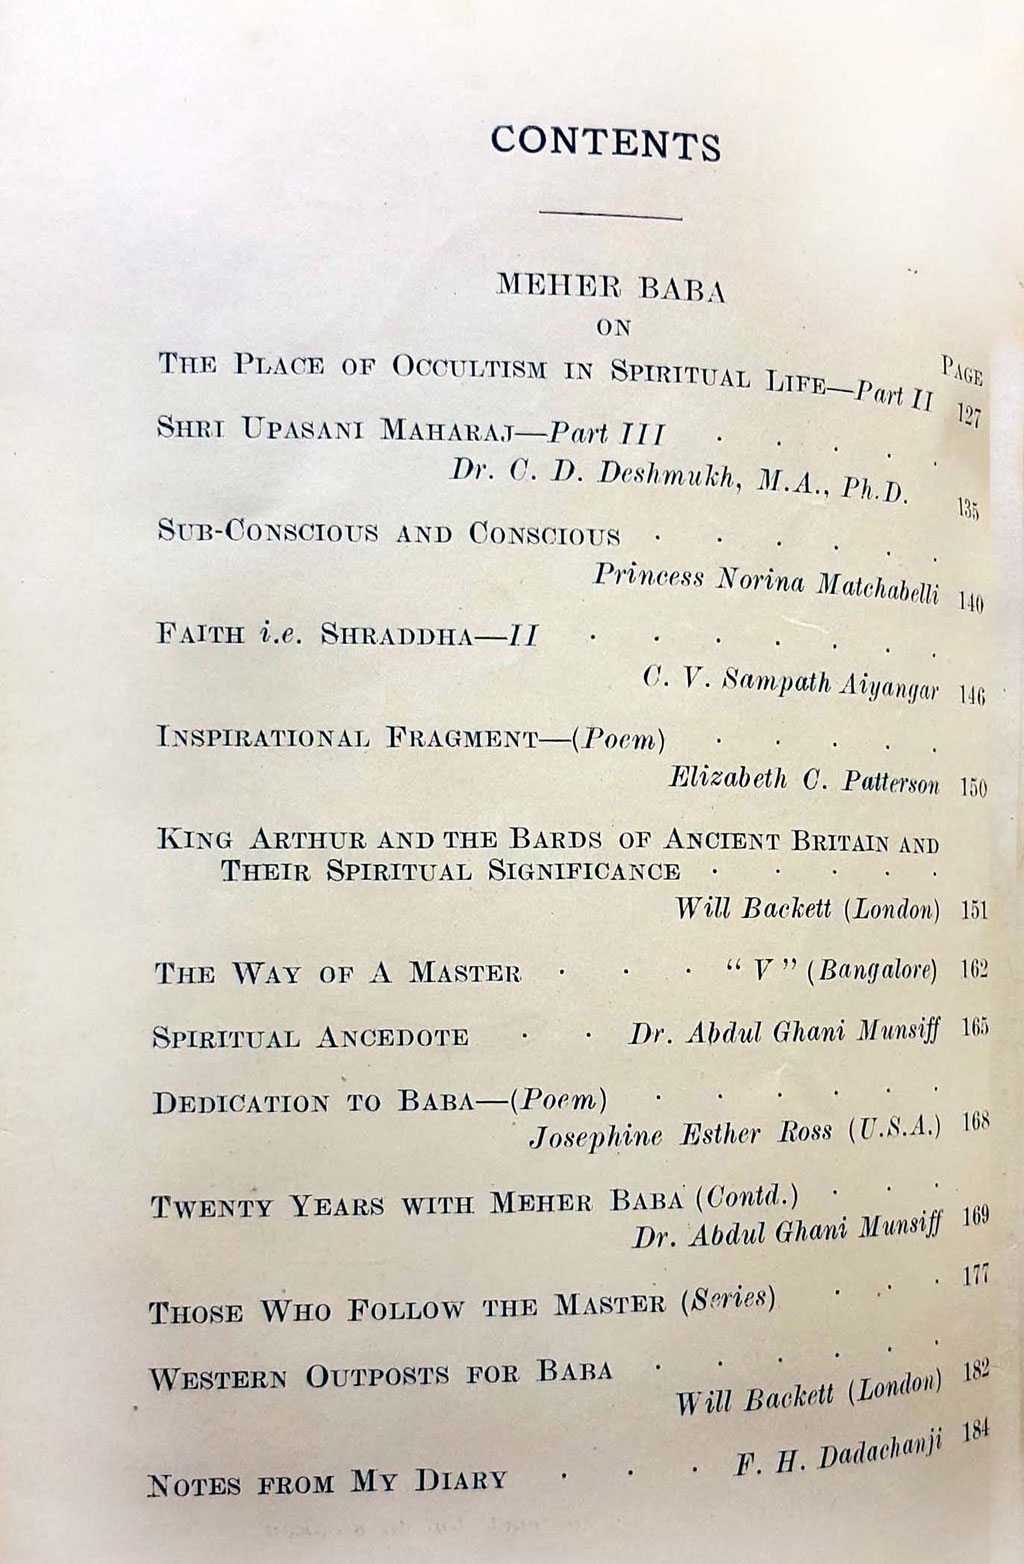 CONTENTS
MEHER BABA
ON
PAGE
THE PLACE OF OCCULTISM IN SPIRITUAL LIFE—Part II 127
SHRI UPASANI MAHARAJ—Part III . . . . .
Dr. C. D. Deshmukh, M.A., Ph.D. 135
SUB-CONSCIOUS AND CONSCIOUS . . . . . .
Princess Norina Matchabelli 140
FAITH i.e. SHRADDHA—II . . . . . . .
C. V. Sampath Aiyangar 146
INSPIRATIONAL FRAGMENT—(Poem) . . . . .
Elizabeth C. Patterson 150
KING ARTHUR AND THE BARDS OF ANCIENT BRITAIN AND
THEIR SPIRITUAL SIGNIFICANCE . . . . .
Will Backett (London) 151
THE WAY OF A MASTER . . . “ V ” (Bangalore) 162
SPIRITUAL ANCEDOTE . . Dr. Abdul Ghani Munsiff 165
DEDICATION TO BABA—(Poem) . . . . . .
Josephine Esther Ross (U.S.A.) 168
TWENTY YEARS WITH MEHER BABA (Contd.) . . .
Dr. Abdul Ghani Munsiff 169
THOSE WHO FOLLOW THE MASTER (Series) . . . 177
WESTERN OUTPOSTS FOR BABA . . . . . .
Will Backett (London) 182
NOTES FROM MY DIARY . . . F. H. Dadachanji 184